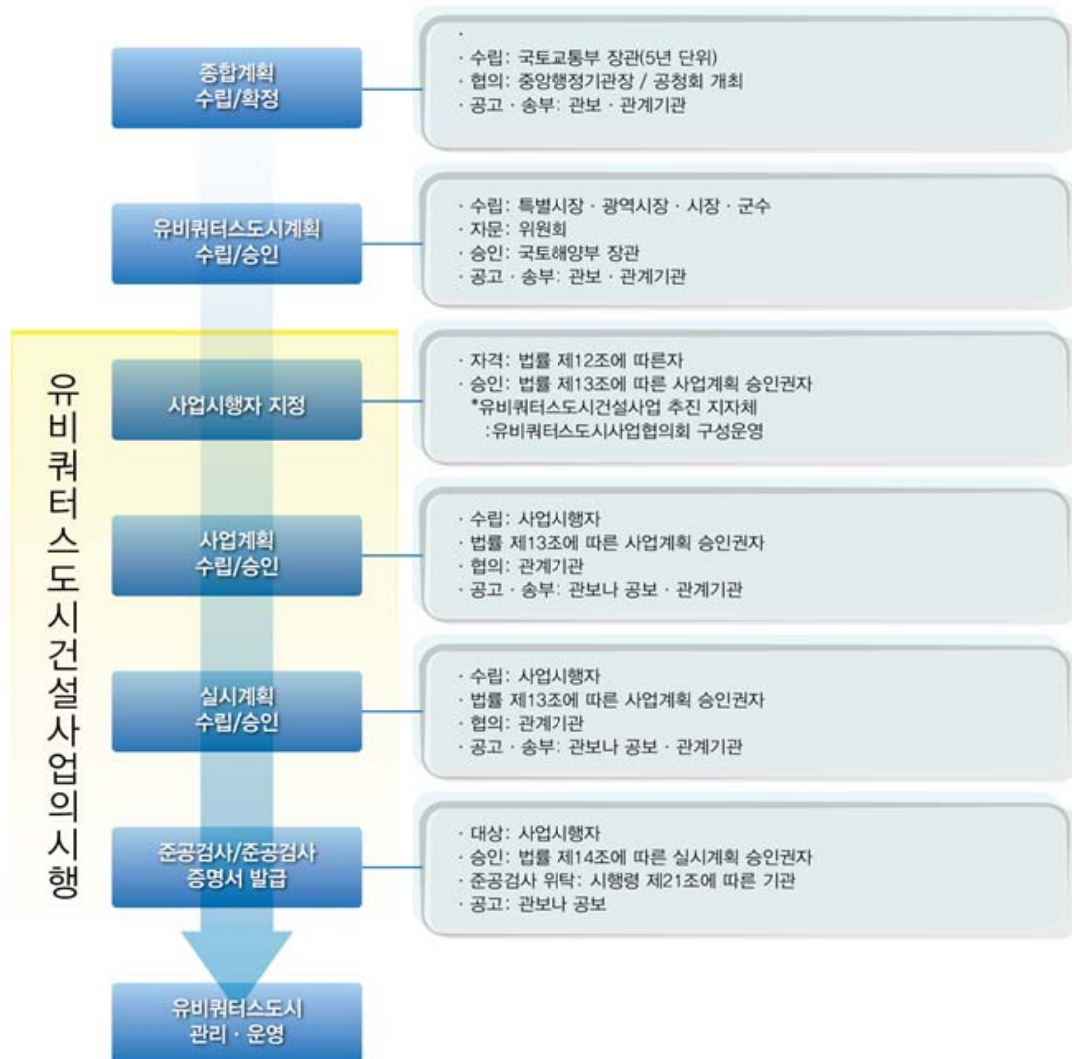 종합계획
수립/확정
·
· 수립: 국토교통부 장관(5년 단위)
· 협의: 중앙행정기관장 / 공청회 개최
· 공고 · 송부: 관보 · 관계기관
유비쿼터스도시계획
수립/승인
· 수립: 특별시장 · 광역시장 · 시장 · 군수
· 자문: 위원회
· 승인: 국토해양부 장관
· 공고 · 송부: 관보 · 관계기관
유비쿼터스도시건설사업의시행
사업시행자 지정
· 자격: 법률 제12조에 따른자
· 승인: 법률 제13조에 따른 사업계획 승인권자
*유비쿼터스도시건설사업 추진 지자체
:유비쿼터스도시사업협의회 구성운영
사업계획
수립/승인
· 수립: 사업시행자
· 법률 제13조에 따른 사업계획 승인권자
· 협의: 관계기관
· 공고 · 송부: 관보나 공보 · 관계기관
실시계획
수립/승인
· 수립: 사업시행자
· 법률 제13조에 따른 사업계획 승인권자
· 협의: 관계기관
· 공고 · 송부: 관보나 공보 · 관계기관
준공검사/준공검사
증명서 발급
· 대상: 사업시행자
· 승인: 법률 제14조에 따른 실시계획 승인권자
· 준공검사 위탁: 시행령 제21조에 따른 기관
· 공고: 관보나 공보
유비쿼터스도시
관리 · 운영